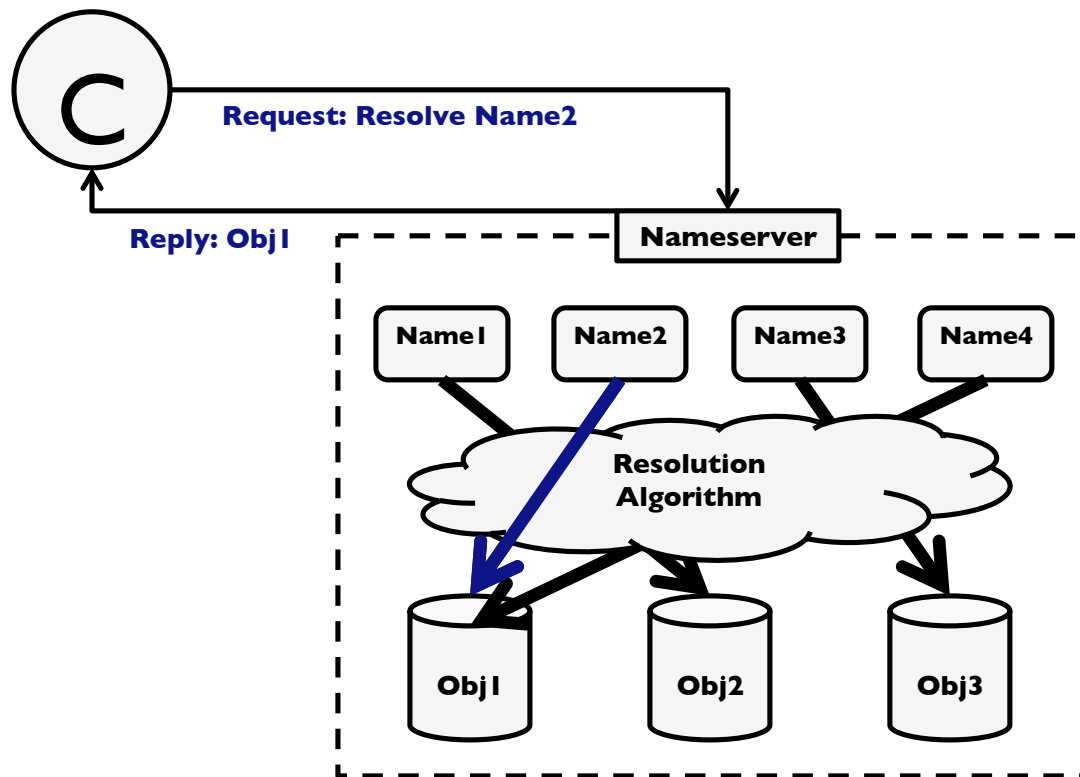 C
Request: Resolve Name2
Reply: Obj1
Nameserver
Name1
Name2
Name3
Name4
Resolution
Algorithm
Obj1
Obj2
Obj3